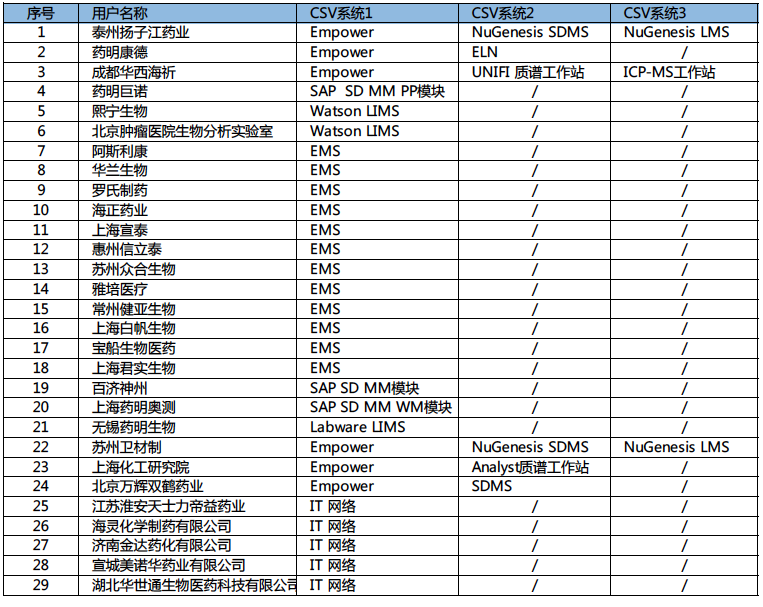 序号 用户名称 CSV系统1 CSV系统2 CSV系统3
1 泰州扬子江药业 Empower NuGenesis SDMS NuGenesis LMS
2 药明康德 Empower ELN /
3 成都华西海圻 Empower UNIFI 质谱工作站 ICP-MS工作站
4 药明巨诺 SAP SD MM PP模块 / /
5 熙宁生物 Watson LIMS / /
6 北京肿瘤医院生物分析实验室 Watson LIMS / /
7 阿斯利康 EMS / /
8 华兰生物 EMS / /
9 罗氏制药 EMS / /
10 海正药业 EMS / /
11 上海宣泰 EMS / /
12 惠州信立泰 EMS / /
13 苏州众合生物 EMS / /
14 雅培医疗 EMS / /
15 常州健亚生物 EMS / /
16 上海白帆生物 EMS / /
17 宝船生物医药 EMS / /
18 上海君实生物 EMS / /
19 百济神州 SAP SD MM模块 / /
20 上海药明奥测 SAP SD MM WM模块 / /
21 无锡药明生物 Labware LIMS / /
22 苏州卫材制 Empower NuGenesis SDMS NuGenesis LMS
23 上海化工研究院 Empower Analyst质谱工作站 /
24 北京万辉双鹤药业 Empower SDMS /
25 江苏淮安天士力帝益药业 IT 网络 / /
26 海灵化学制药有限公司 IT 网络 / /
27 济南金达药化有限公司 IT 网络 / /
28 宣城美诺华药业有限公司 IT 网络 / /
29 湖北华世通生物医药科技有限公司 IT 网络 / /